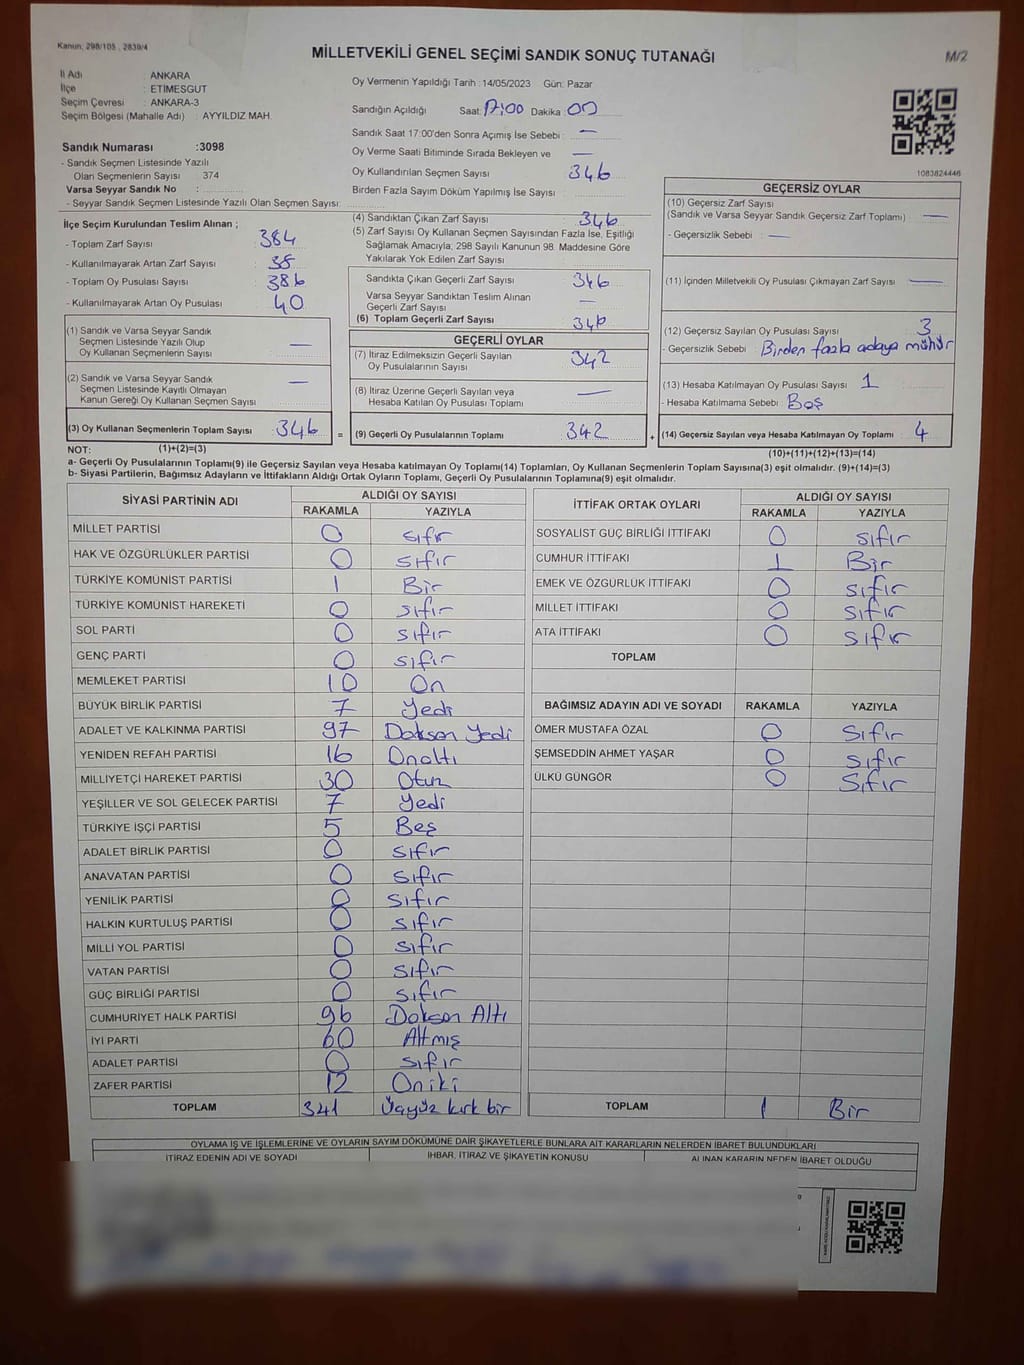 Kanun; 298/105 , 2839/4
MİLLETVEKİLİ GENEL SEÇİMİ SANDIK SONUÇ TUTANAĞI
M/2
İl Adı : ANKARA
İlçe : ETİMESGUT
Seçim Çevresi : ANKARA-3
Seçim Bölgesi (Mahalle Adı) : AYYILDIZ MAH.
Sandık Numarası :3098
- Sandık Seçmen Listesinde Yazılı
Olan Seçmenlerin Sayısı : 374
Varsa Seyyar Sandık No :
- Seyyar Sandık Seçmen Listesinde Yazılı Olan Seçmen Sayısı:
Oy Vermenin Yapıldığı Tarih : 14/05/2023 Gün: Pazar
Sandığın Açıldığı Saat: 17:00 Dakika : 00
Sandık Saat 17:00'den Sonra Açımış İse Sebebi : —
Oy Verme Saati Bitiminde Sırada Bekleyen ve —
Oy Kullandırılan Seçmen Sayısı 346
Birden Fazla Sayım Döküm Yapılmış İse Sayısı :
1083824446
İlçe Seçim Kurulundan Teslim Alınan ;
- Toplam Zarf Sayısı : 384
- Kullanılmayarak Artan Zarf Sayısı : 38
- Toplam Oy Pusulası Sayısı : 386
- Kullanılmayarak Artan Oy Pusulası : 40
(1) Sandık ve Varsa Seyyar Sandık
Seçmen Listesinde Yazılı Olup
Oy Kullanan Seçmenlerin Sayısı : —
(2) Sandık ve Varsa Seyyar Sandık
Seçmen Listesinde Kayıtlı Olmayan
Kanun Gereği Oy Kullanan Seçmen Sayısı : —
(3) Oy Kullanan Seçmenlerin Toplam Sayısı : 346
(1)+(2)=(3)
(4) Sandıktan Çıkan Zarf Sayısı : 346
(5) Zarf Sayısı Oy Kullanan Seçmen Sayısından Fazla İse, Eşitliği
Sağlamak Amacıyla; 298 Sayılı Kanunun 98. Maddesine Göre
Yakılarak Yok Edilen Zarf Sayısı :
Sandıkta Çıkan Geçerli Zarf Sayısı : 346
Varsa Seyyar Sandıktan Teslim Alınan
Geçerli Zarf Sayısı : —
(6) Toplam Geçerli Zarf Sayısı : 346
GEÇERLİ OYLAR
(7) İtiraz Edilmeksizin Geçerli Sayılan
Oy Pusulalarının Sayısı : 342
(8) İtiraz Üzerine Geçerli Sayılan veya
Hesaba Katılan Oy Pusulası Toplamı : —
= (9) Geçerli Oy Pusulalarının Toplamı : 342
GEÇERSİZ OYLAR
(10) Geçersiz Zarf Sayısı
(Sandık ve Varsa Seyyar Sandık Geçersiz Zarf Toplamı) : —
- Geçersizlik Sebebi : —
(11) İçinden Milletvekili Oy Pusulası Çıkmayan Zarf Sayısı : —
(12) Geçersiz Sayılan Oy Pusulası Sayısı : 3
- Geçersizlik Sebebi : Birden fazla adaya mühür
(13) Hesaba Katılmayan Oy Pusulası Sayısı : 1
- Hesaba Katılmama Sebebi : Boş
+ (14) Geçersiz Sayılan veya Hesaba Katılmayan Oy Toplamı : 4
(10)+(11)+(12)+(13)=(14)
NOT:
a- Geçerli Oy Pusulalarının Toplamı(9) ile Geçersiz Sayılan veya Hesaba katılmayan Oy Toplamı(14) Toplamları, Oy Kullanan Seçmenlerin Toplam Sayısına(3) eşit olmalıdır. (9)+(14)=(3)
b- Siyasi Partilerin, Bağımsız Adayların ve İttifakların Aldığı Ortak Oyların Toplamı, Geçerli Oy Pusulalarının Toplamına(9) eşit olmalıdır.
SİYASİ PARTİNİN ADI ALDIĞI OY SAYISI
RAKAMLA YAZIYLA
MİLLET PARTİSİ 0 sıfır
HAK VE ÖZGÜRLÜKLER PARTİSİ 0 sıfır
TÜRKİYE KOMÜNİST PARTİSİ 1 Bir
TÜRKİYE KOMÜNİST HAREKETİ 0 sıfır
SOL PARTİ 0 sıfır
GENÇ PARTİ 0 sıfır
MEMLEKET PARTİSİ 10 On
BÜYÜK BİRLİK PARTİSİ 7 Yedi
ADALET VE KALKINMA PARTİSİ 97 Doksan Yedi
YENİDEN REFAH PARTİSİ 16 Onaltı
MİLLİYETÇİ HAREKET PARTİSİ 30 Otuz
YEŞİLLER VE SOL GELECEK PARTİSİ 7 Yedi
TÜRKİYE İŞÇİ PARTİSİ 5 Beş
ADALET BİRLİK PARTİSİ 0 sıfır
ANAVATAN PARTİSİ 0 sıfır
YENİLİK PARTİSİ 0 sıfır
HALKIN KURTULUŞ PARTİSİ 0 sıfır
MİLLİ YOL PARTİSİ 0 sıfır
VATAN PARTİSİ 0 sıfır
GÜÇ BİRLİĞİ PARTİSİ 0 sıfır
CUMHURİYET HALK PARTİSİ 96 Doksan Altı
İYİ PARTİ 60 Altmış
ADALET PARTİSİ 0 sıfır
ZAFER PARTİSİ 12 Oniki
TOPLAM 341 Üçyüz kırk bir
İTTİFAK ORTAK OYLARI ALDIĞI OY SAYISI
RAKAMLA YAZIYLA
SOSYALİST GÜÇ BİRLİĞİ İTTİFAKI 0 sıfır
CUMHUR İTTİFAKI 1 Bir
EMEK VE ÖZGÜRLÜK İTTİFAKI 0 sıfır
MİLLET İTTİFAKI 0 sıfır
ATA İTTİFAKI 0 sıfır
TOPLAM
BAĞIMSIZ ADAYIN ADI VE SOYADI RAKAMLA YAZIYLA
ÖMER MUSTAFA ÖZAL 0 Sıfır
ŞEMSEDDİN AHMET YAŞAR 0 sıfır
ÜLKÜ GÜNGÖR 0 Sıfır
TOPLAM 1 Bir
OYLAMA İŞ VE İŞLEMLERİNE VE OYLARIN SAYIM DÖKÜMÜNE DAİR ŞİKAYETLERLE BUNLARA AİT KARARLARIN NELERDEN İBARET BULUNDUKLARI
İTİRAZ EDENİN ADI VE SOYADI İHBAR, İTİRAZ VE ŞİKAYETİN KONUSU ALINAN KARARIN NEDEN İBARET OLDUĞU